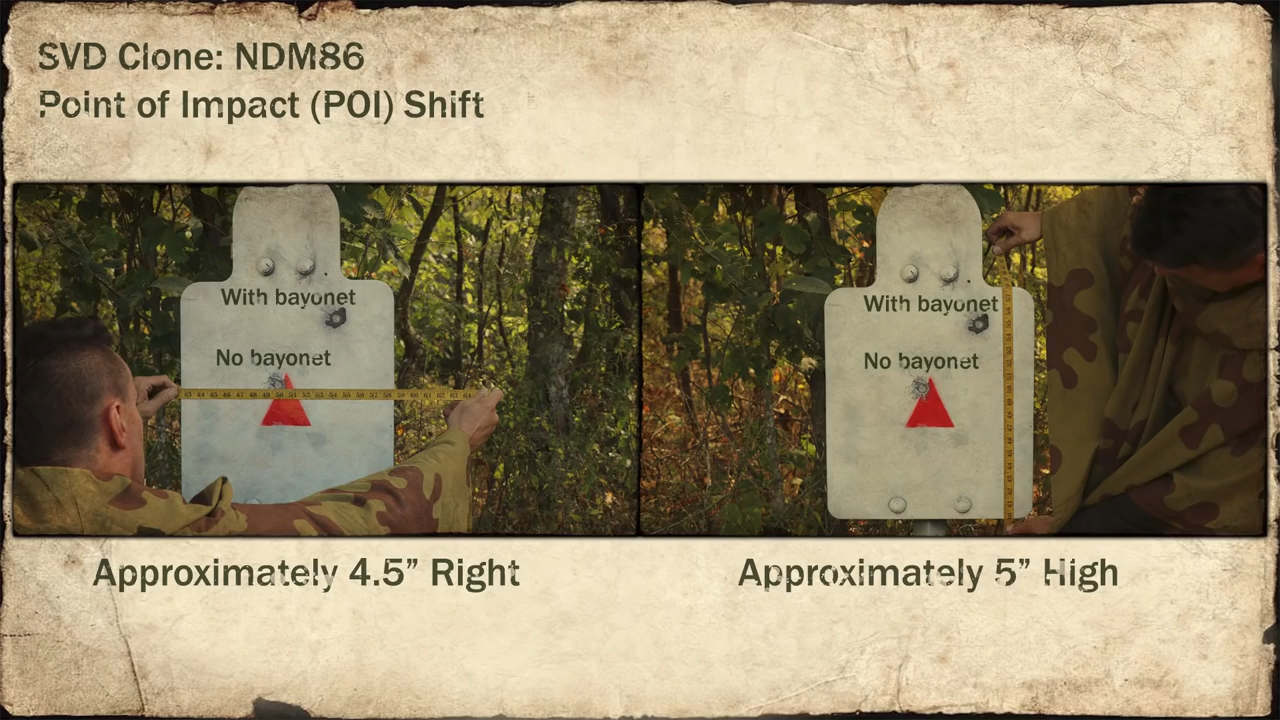 SVD Clone: NDM86
Point of Impact (POI) Shift
With bayonet
No bayonet
With bayonet
No bayonet
Approximately 4.5” Right
Approximately 5” High